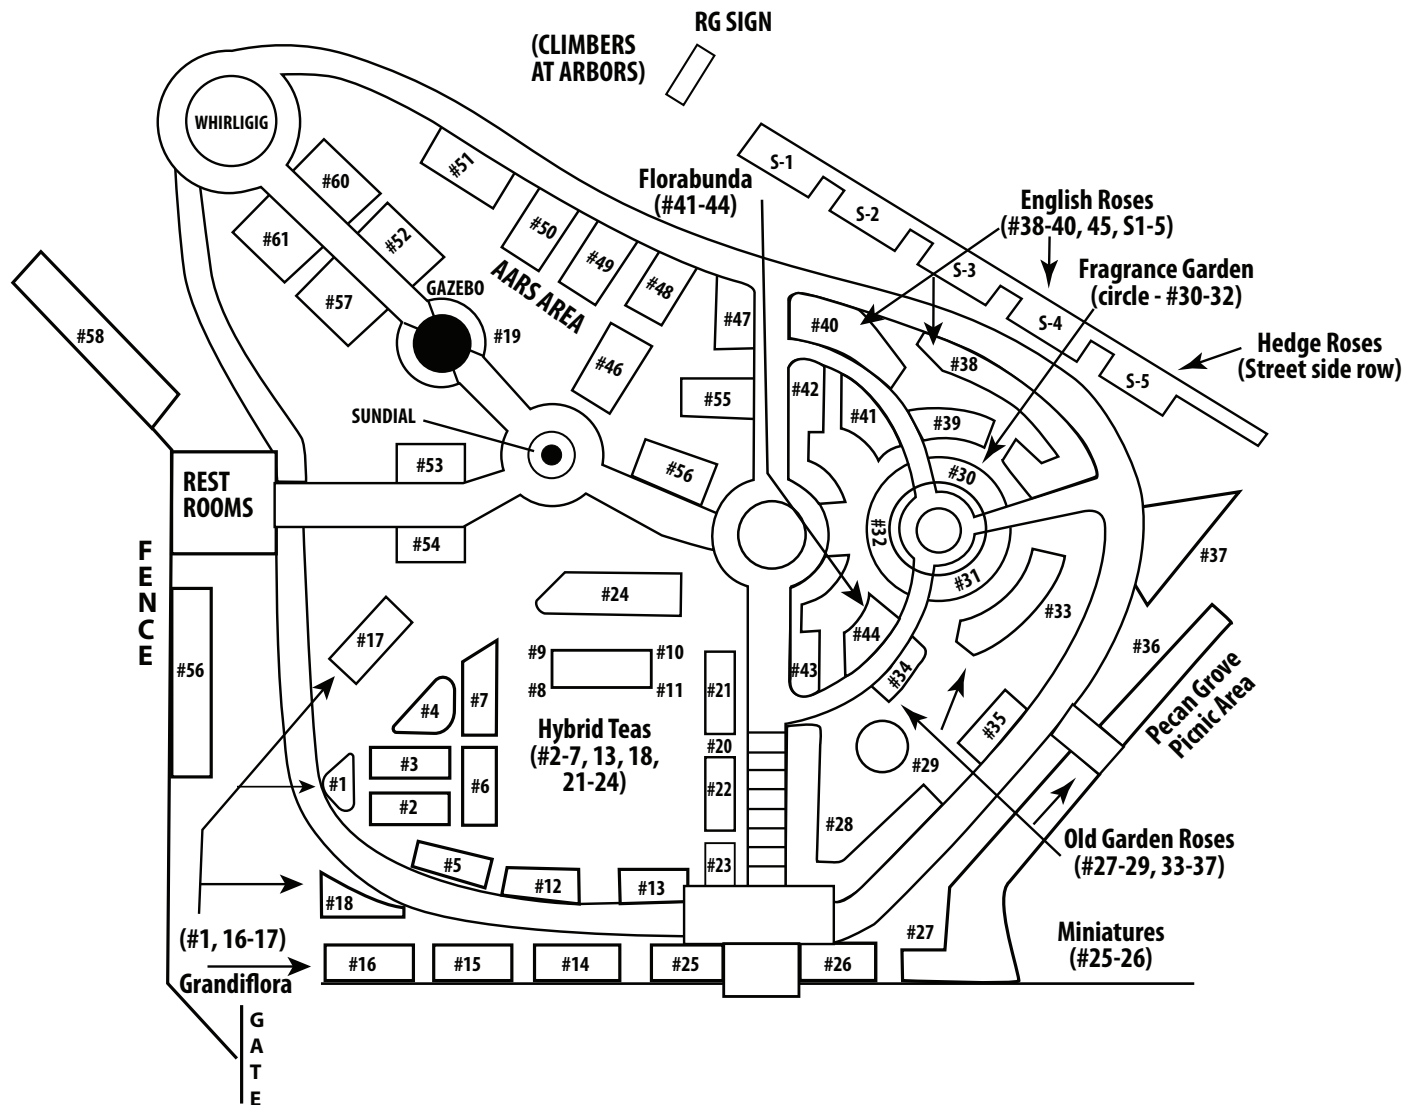 RG SIGN
(CLIMBERS
AT ARBORS)
WHIRLIGIG
#60
#51
S-1
Florabunda
(#41-44)
S-2
English Roses
(#38-40, 45, S1-5)
#61
#52
#50
#49
#48
AARS AREA
S-3
Fragrance Garden
(circle - #30-32)
#57
GAZEBO
#19
#47
#40
S-4
#58
#46
#38
Hedge Roses
(Street side row)
S-5
#55
#42
#41
#39
SUNDIAL
#53
#56
#30
REST
ROOMS
#54
#32
#31
#37
FENCE
#24
#33
#17
#44
#36
#9
#10
#8
#11
#56
#7
#4
#21
#43
#34
Pecan Grove
Picnic Area
Hybrid Teas
(#2-7, 13, 18,
21-24)
#35
#20
#3
#1
#6
#22
#29
#2
#28
Old Garden Roses
(#27-29, 33-37)
#5
#12
#13
#23
#18
(#1, 16-17)
Grandiflora
#16
#15
#14
#25
#26
#27
Miniatures
(#25-26)
GATE